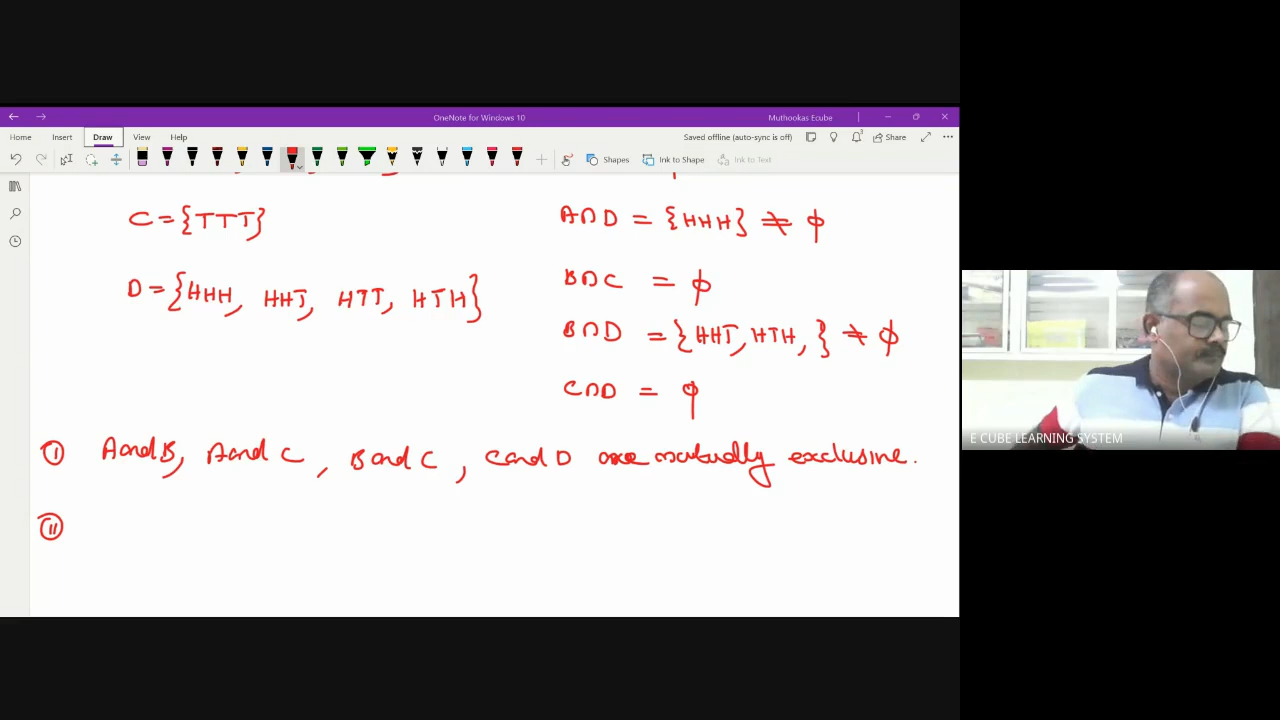 OneNote for Windows 10
Muthookas Ecube
Home Insert Draw View Help
Saved offline (auto-sync is off)
Share
Shapes
Ink to Shape
Ink to Text
C = {TTT}
A∩D = {HHH} ≠ ϕ
D = {HHH, HHT, HTT, HTH}
B∩C = ϕ
B∩D = {HHT, HTH, } ≠ ϕ
C∩D = ϕ
(i) A and B, A and C, B and C, C and D are mutually exclusive.
(ii)
E CUBE LEARNING SYSTEM